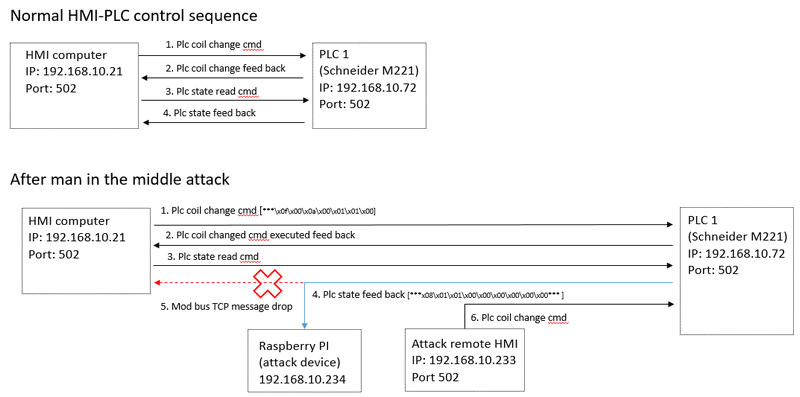 Normal HMI-PLC control sequence
HMI computer
IP: 192.168.10.21
Port: 502
1. Plc coil change cmd
2. Plc coil change feed back
3. Plc state read cmd
4. Plc state feed back
PLC 1
(Schneider M221)
IP: 192.168.10.72
Port: 502
After man in the middle attack
HMI computer
IP: 192.168.10.21
Port: 502
1. Plc coil change cmd [***\x0f\x00\x0a\x00\x01\x01\x00]
2. Plc coil changed cmd executed feed back
3. Plc state read cmd
4. Plc state feed back [***x08\x01\x01\x00\x00\x00\x00\x00\x00*** ]
5. Mod bus TCP message drop
6. Plc coil change cmd
PLC 1
(Schneider M221)
IP: 192.168.10.72
Port: 502
Raspberry PI
(attack device)
192.168.10.234
Attack remote HMI
IP: 192.168.10.233
Port 502